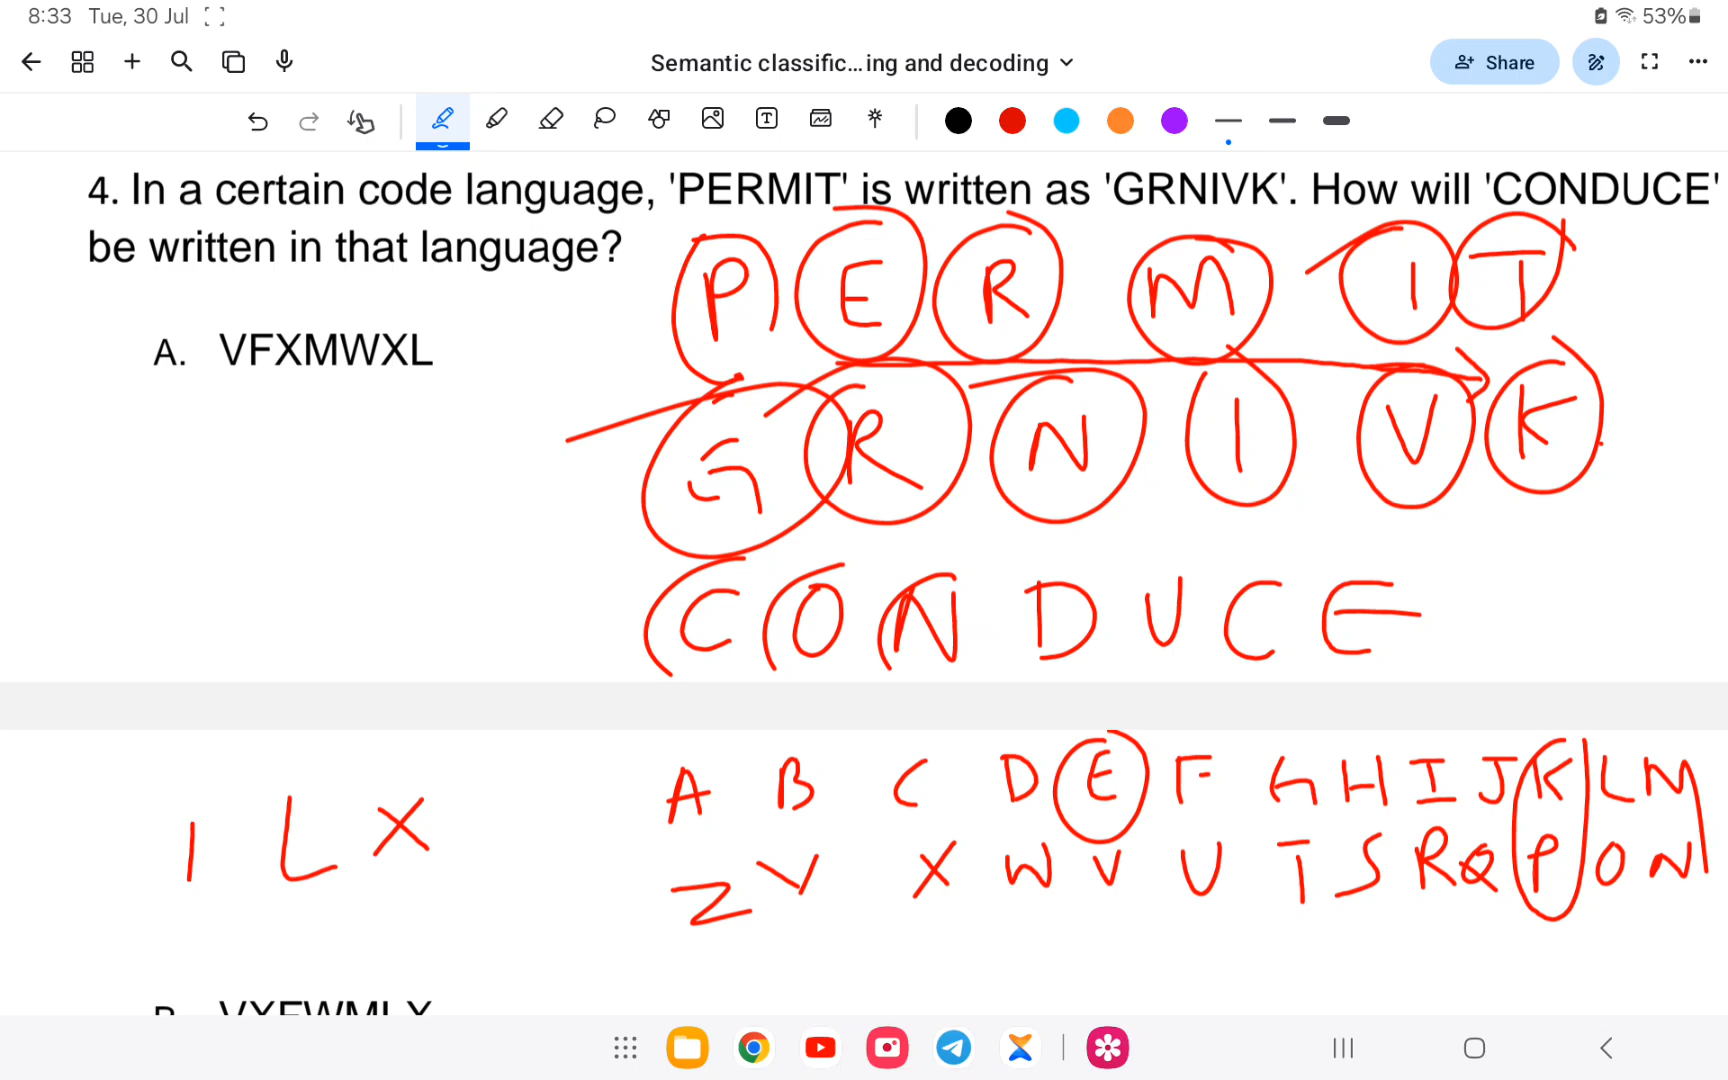 8:33 Tue, 30 Jul 53%
Semantic classific...ing and decoding Share
4. In a certain code language, 'PERMIT' is written as 'GRNIVK'. How will 'CONDUCE'
be written in that language?
P E R M I T
A. VFXMWXL
G R N I V K
C O N D U C E
A B C D E F G H I J K L M
I L X
Z Y X W V U T S R Q P O N
B. VXFWMLX